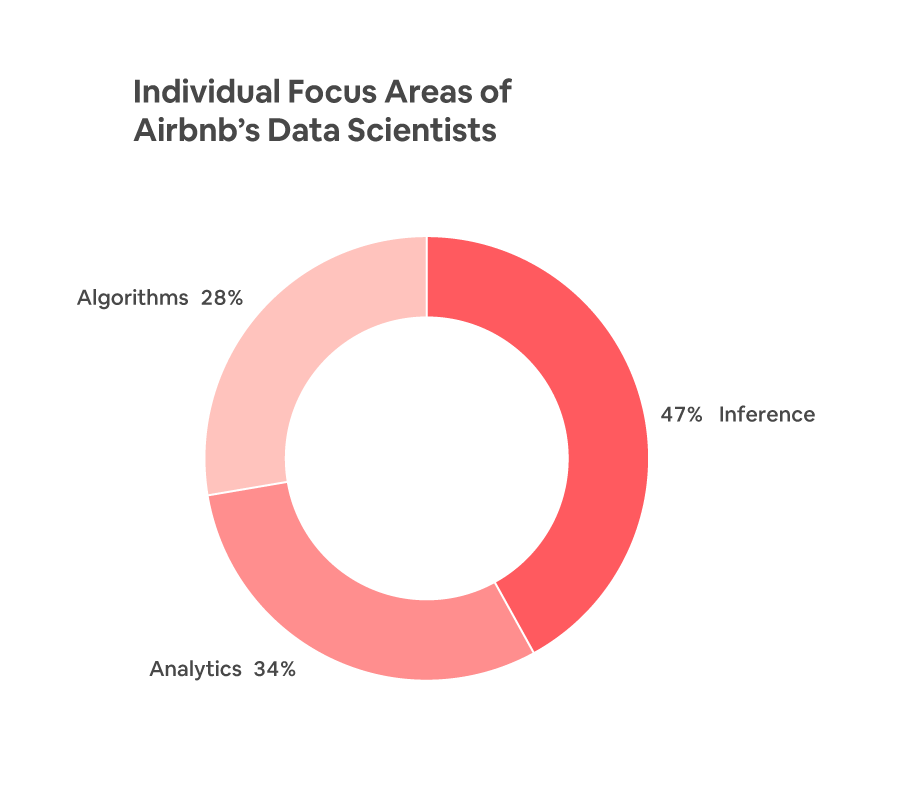 Individual Focus Areas of
Airbnb’s Data Scientists
Algorithms 28%
47% Inference
Analytics 34%